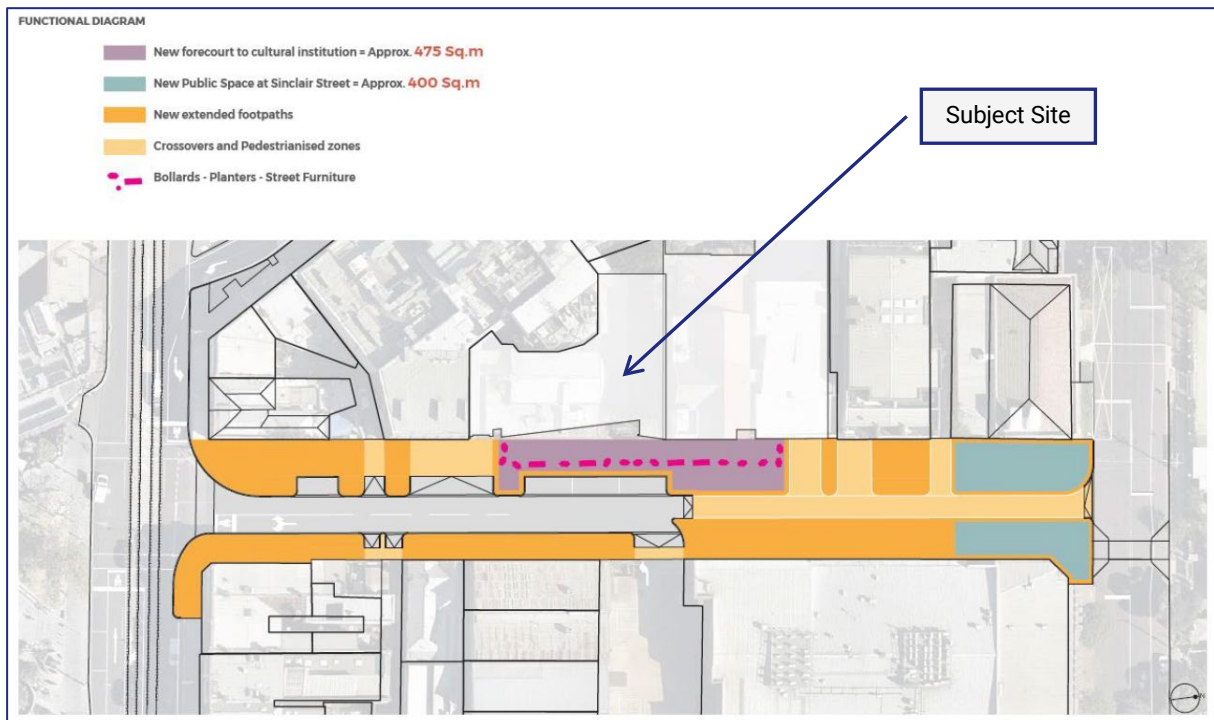 FUNCTIONAL DIAGRAM
New forecourt to cultural institution = Approx. 475 Sq.m
New Public Space at Sinclair Street = Approx. 400 Sq.m
New extended footpaths
Crossovers and Pedestrianised zones
Bollards - Planters - Street Furniture
Subject Site
N